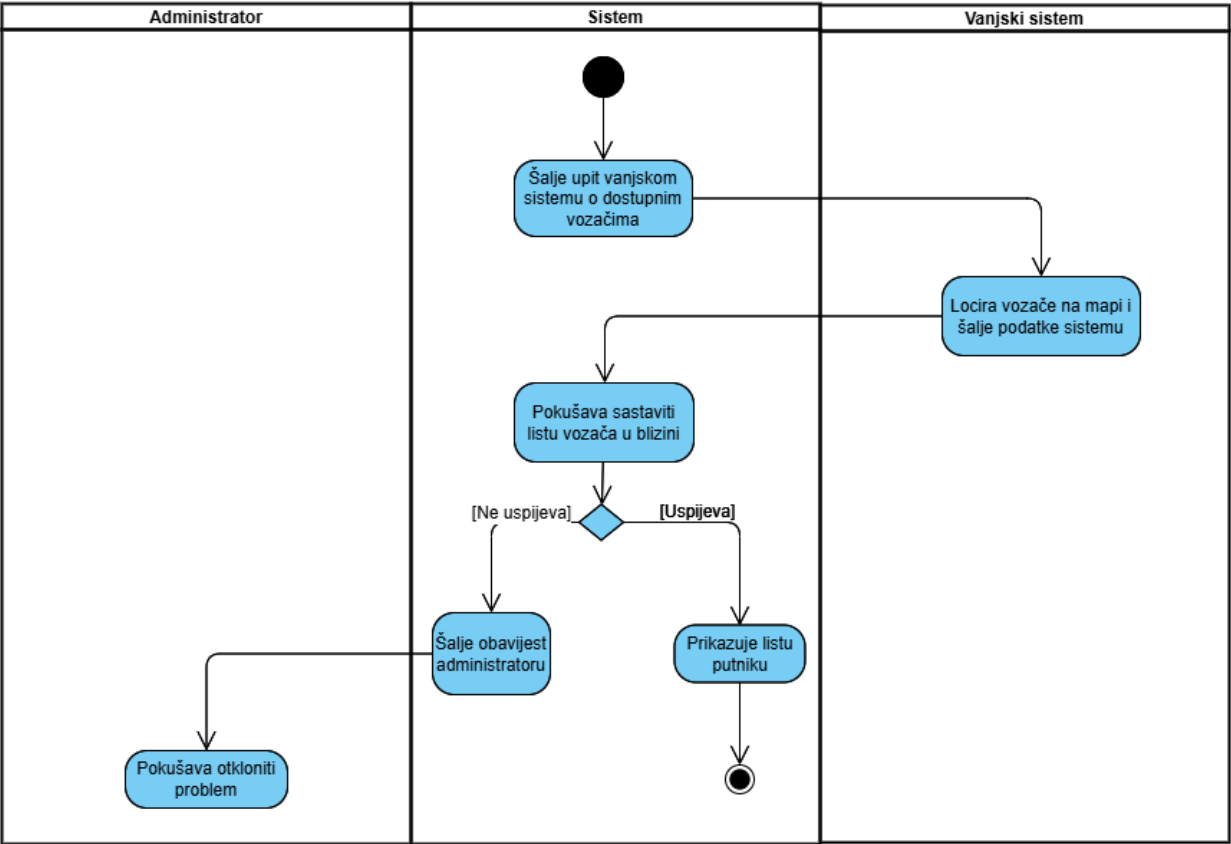 Administrator
Sistem
Vanjski sistem
Šalje upit vanjskom
sistemu o dostupnim
vozačima
Locira vozače na mapi i
šalje podatke sistemu
Pokušava sastaviti
listu vozača u blizini
[Ne uspijeva]
[Uspijeva]
Šalje obavijest
administratoru
Prikazuje listu
putniku
Pokušava otkloniti
problem